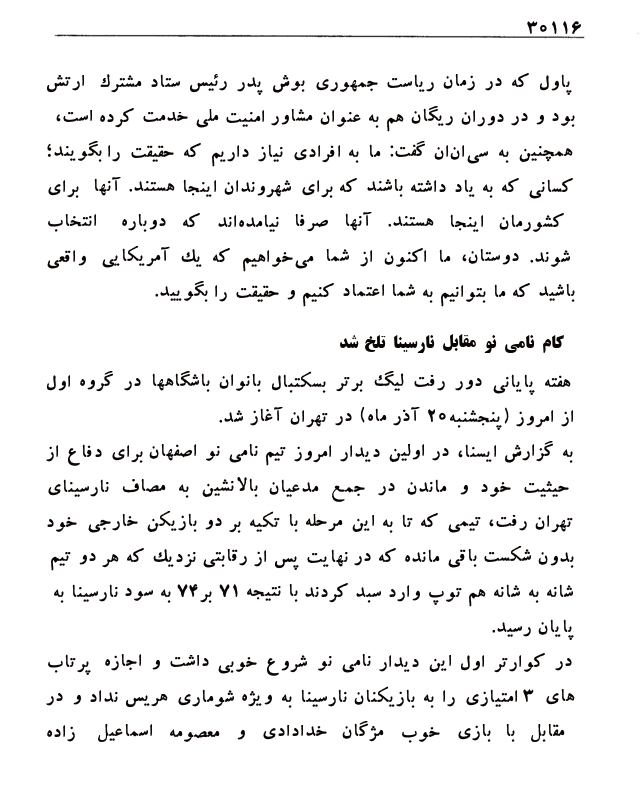 ۳۰۱۱۶
پاول که در زمان ریاست جمهوری بوش پدر رئیس ستاد مشترك ارتش
بود و در دوران ریگان هم به عنوان مشاور امنیت ملی خدمت کرده است،
همچنین به سی‌ان‌ان گفت: ما به افرادی نیاز داریم که حقیقت را بگویند؛
کسانی که به یاد داشته باشند که برای شهروندان اینجا هستند. آنها برای
کشورمان اینجا هستند. آنها صرفا نیامده‌اند که دوباره انتخاب
شوند. دوستان، ما اکنون از شما می‌خواهیم که یك آمریکایی واقعی
باشید که ما بتوانیم به شما اعتماد کنیم و حقیقت را بگویید.
کام نامی نو مقابل نارسینا تلخ شد
هفته پایانی دور رفت لیگ برتر بسکتبال بانوان باشگاهها در گروه اول
از امروز (پنجشنبه ۲۵ آذر ماه) در تهران آغاز شد.
به گزارش ایسنا، در اولین دیدار امروز تیم نامی نو اصفهان برای دفاع از
حیثیت خود و ماندن در جمع مدعیان بالانشین به مصاف نارسینای
تهران رفت، تیمی که تا به این مرحله با تکیه بر دو بازیکن خارجی خود
بدون شکست باقی مانده که در نهایت پس از رقابتی نزدیك که هر دو تیم
شانه به شانه هم توپ وارد سبد کردند با نتیجه ۷۱ بر ۷۴ به سود نارسینا به
پایان رسید.
در کوارتر اول این دیدار نامی نو شروع خوبی داشت و اجازه پرتاب
های ۳ امتیازی را به بازیکنان نارسینا به ویژه شوماری هریس نداد و در
مقابل با بازی خوب مژگان خدادادی و معصومه اسماعیل زاده